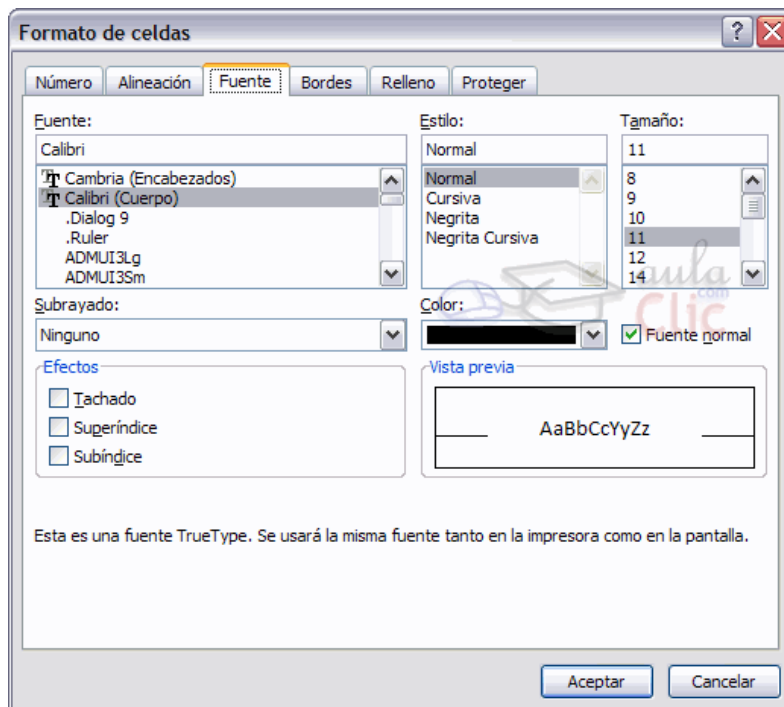 Formato de celdas
Número Alineación Fuente Bordes Relleno Proteger
Fuente: Estilo: Tamaño:
Calibri Normal 11
Cambria (Encabezados) Normal 8
Calibri (Cuerpo) Cursiva 9
.Dialog 9 Negrita 10
.Ruler Negrita Cursiva 11
ADMUI3Lg 12
ADMUI3Sm 14
aula
.com
Clic
Subrayado: Color:
Ninguno Fuente normal
Efectos Vista previa
Tachado
Superíndice AaBbCcYyZz
Subíndice
Esta es una fuente TrueType. Se usará la misma fuente tanto en la impresora como en la pantalla.
Aceptar Cancelar